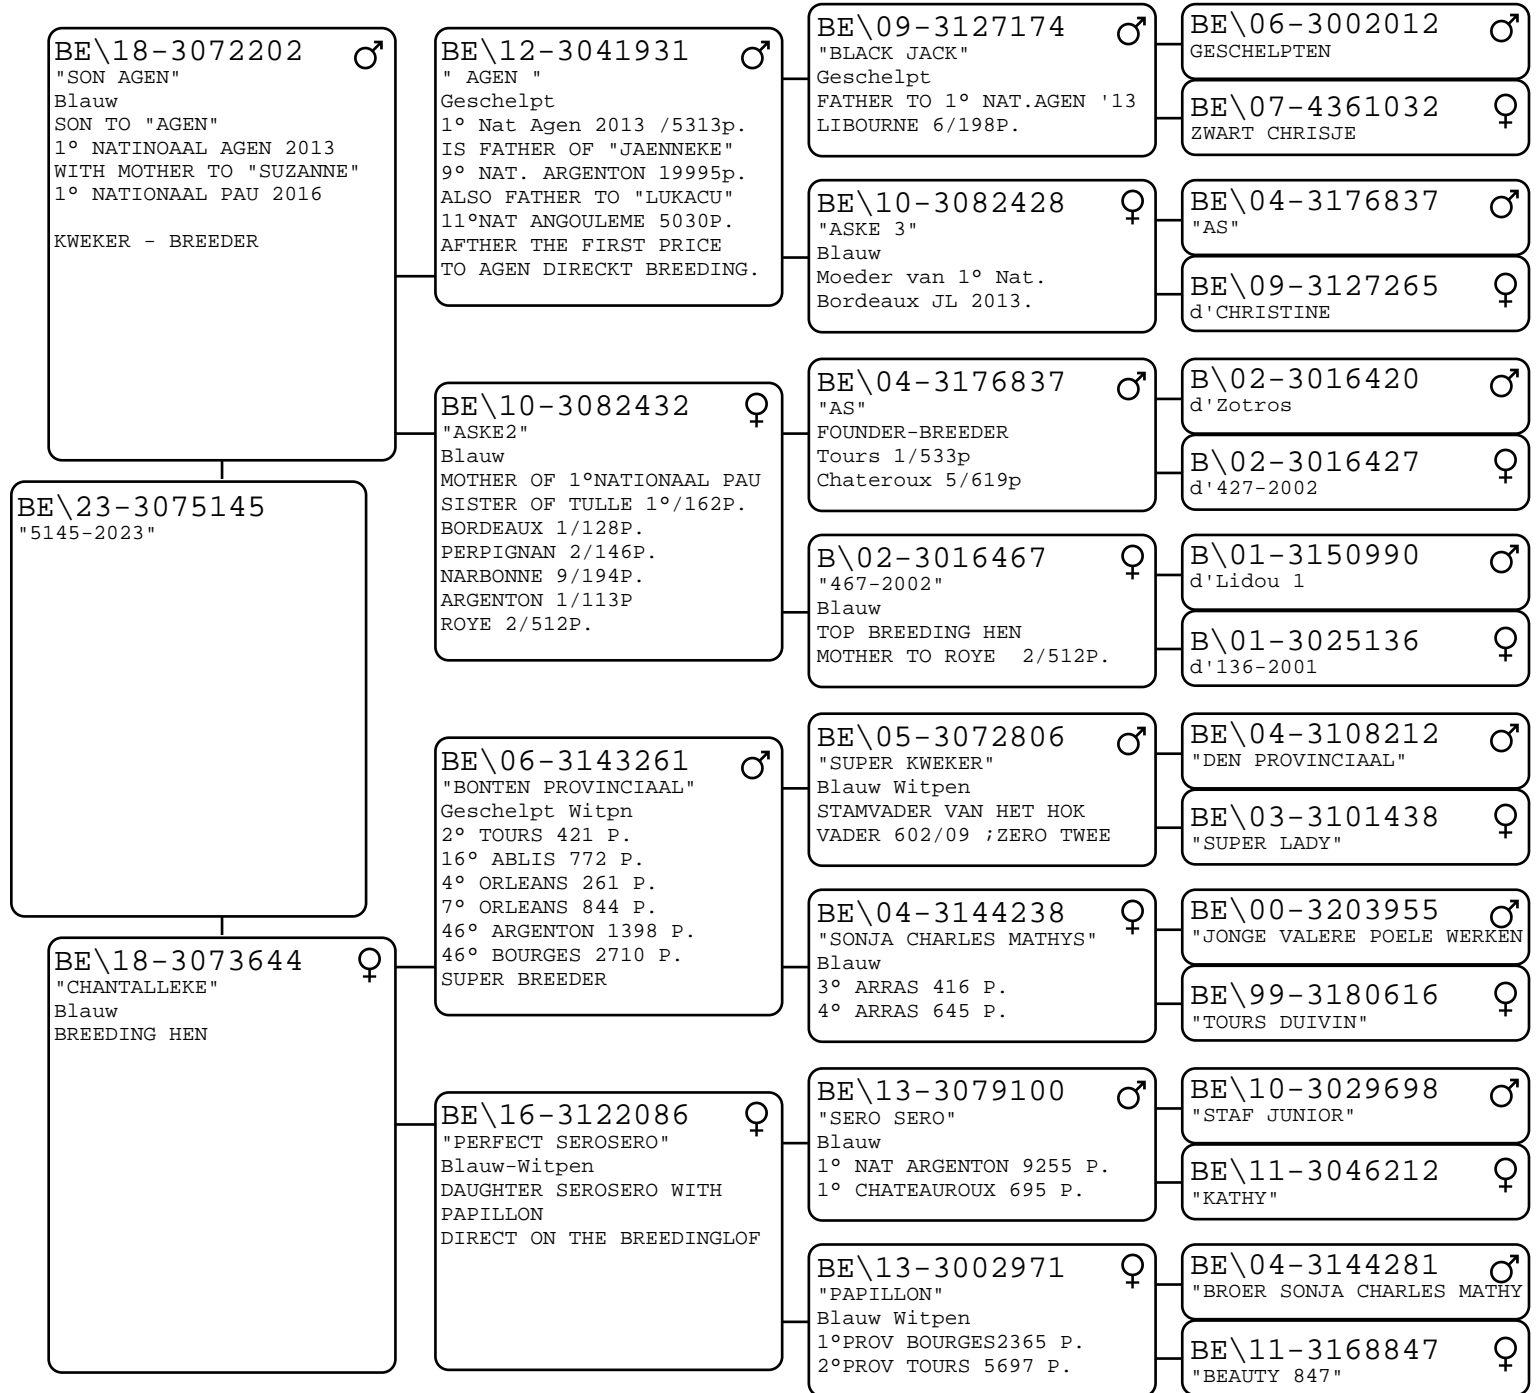 BE\18-3072202
"SON AGEN"
Blauw
SON TO "AGEN"
1° NATINOAAL AGEN 2013
WITH MOTHER TO "SUZANNE"
1° NATIONAAL PAU 2016
KWEKER - BREEDER
BE\23-3075145
"5145-2023"
BE\18-3073644
"CHANTALLEKE"
Blauw
BREEDING HEN
BE\12-3041931
" AGEN "
Geschelpt
1° Nat Agen 2013 /5313p.
IS FATHER OF "JAENNEKE"
9° NAT. ARGENTON 19995p.
ALSO FATHER TO "LUKACU"
11°NAT ANGOULEME 5030P.
AFTHER THE FIRST PRICE
TO AGEN DIRECKT BREEDING.
BE\10-3082432
"ASKE2"
Blauw
MOTHER OF 1°NATIONAAL PAU
SISTER OF TULLE 1°/162P.
BORDEAUX 1/128P.
PERPIGNAN 2/146P.
NARBONNE 9/194P.
ARGENTON 1/113P
ROYE 2/512P.
BE\06-3143261
"BONTEN PROVINCIAAL"
Geschelpt Witpn
2° TOURS 421 P.
16° ABLIS 772 P.
4° ORLEANS 261 P.
7° ORLEANS 844 P.
46° ARGENTON 1398 P.
46° BOURGES 2710 P.
SUPER BREEDER
BE\16-3122086
"PERFECT SEROSERO"
Blauw-Witpen
DAUGHTER SEROSERO WITH
PAPILLON
DIRECT ON THE BREEDINGLOF
BE\09-3127174
"BLACK JACK"
Geschelpt
FATHER TO 1° NAT.AGEN '13
LIBOURNE 6/198P.
BE\10-3082428
"ASKE 3"
Blauw
Moeder van 1° Nat.
Bordeaux JL 2013.
BE\04-3176837
"AS"
FOUNDER-BREEDER
Tours 1/533p
Chateroux 5/619p
B\02-3016467
"467-2002"
Blauw
TOP BREEDING HEN
MOTHER TO ROYE  2/512P.
BE\05-3072806
"SUPER KWEKER"
Blauw Witpen
STAMVADER VAN HET HOK
VADER 602/09 ;ZERO TWEE
BE\04-3144238
"SONJA CHARLES MATHYS"
Blauw
3° ARRAS 416 P.
4° ARRAS 645 P.
BE\13-3079100
"SERO SERO"
Blauw
1° NAT ARGENTON 9255 P.
1° CHATEAUROUX 695 P.
BE\13-3002971
"PAPILLON"
Blauw Witpen
1°PROV BOURGES2365 P.
2°PROV TOURS 5697 P.
BE\06-3002012
GESCHELPTEN
BE\07-4361032
ZWART CHRISJE
BE\04-3176837
"AS"
BE\09-3127265
d'CHRISTINE
B\02-3016420
d'Zotros
B\02-3016427
d'427-2002
B\01-3150990
d'Lidou 1
B\01-3025136
d'136-2001
BE\04-3108212
"DEN PROVINCIAAL"
BE\03-3101438
"SUPER LADY"
BE\00-3203955
"JONGE VALERE POELE WERKEN
BE\99-3180616
"TOURS DUIVIN"
BE\10-3029698
"STAF JUNIOR"
BE\11-3046212
"KATHY"
BE\04-3144281
"BROER SONJA CHARLES MATHY
BE\11-3168847
"BEAUTY 847"